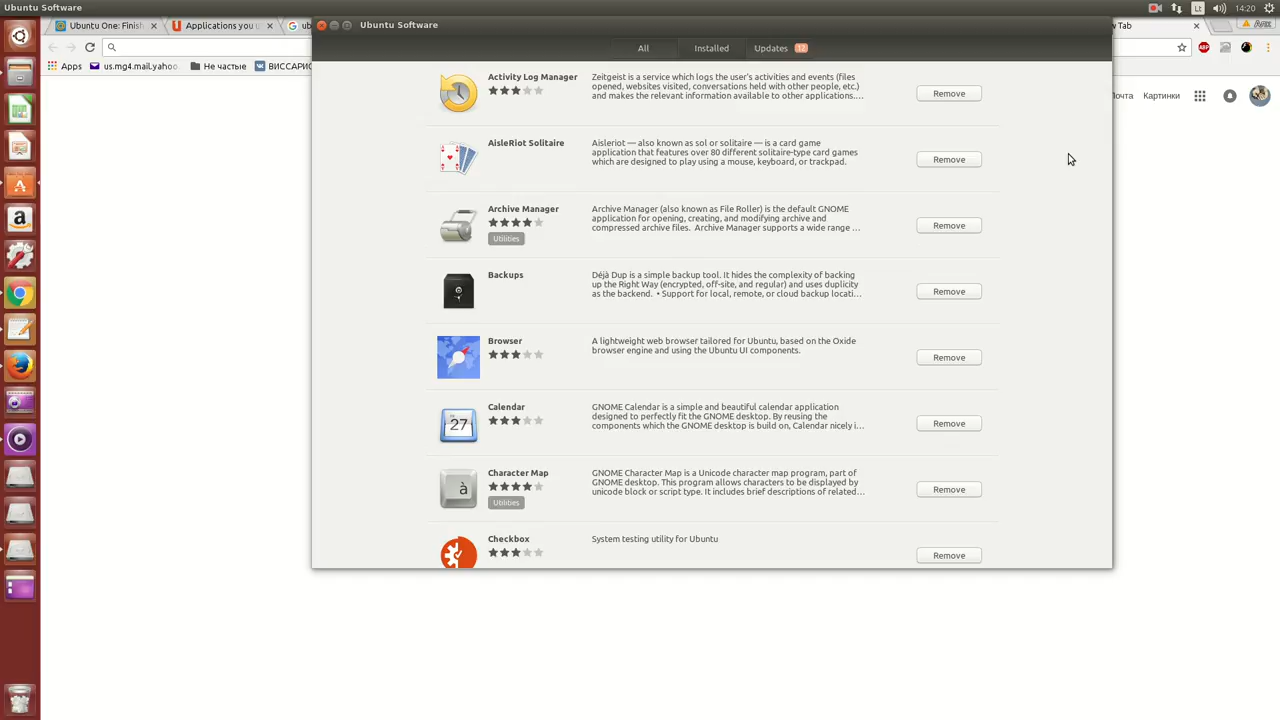 Ubuntu Software
Lt
14:20
Ubuntu One: Finish
Applications you u
ub
w Tab
Ubuntu Software
All
Installed
Updates
12
Apps
us.mg4.mail.yahoo
Не частые
ВИССАРИО
Почта
Картинки
Activity Log Manager
Zeitgeist is a service which logs the user's activities and events (files
opened, websites visited, conversations held with other people, etc.)
and makes the relevant information available to other applications....
Remove
AisleRiot Solitaire
Aisleriot — also known as sol or solitaire — is a card game
application that features over 80 different solitaire-type card games
which are designed to play using a mouse, keyboard, or trackpad.
Remove
Archive Manager
Utilities
Archive Manager (also known as File Roller) is the default GNOME
application for opening, creating, and modifying archive and
compressed archive files.  Archive Manager supports a wide range ...
Remove
Backups
Déjà Dup is a simple backup tool. It hides the complexity of backing
up the Right Way (encrypted, off-site, and regular) and uses duplicity
as the backend.  • Support for local, remote, or cloud backup locati...
Remove
Browser
A lightweight web browser tailored for Ubuntu, based on the Oxide
browser engine and using the Ubuntu UI components.
Remove
Calendar
27
GNOME Calendar is a simple and beautiful calendar application
designed to perfectly fit the GNOME desktop. By reusing the
components which the GNOME desktop is build on, Calendar nicely i...
Remove
Character Map
à
Utilities
GNOME Character Map is a Unicode character map program, part of
GNOME desktop. This program allows characters to be displayed by
unicode block or script type. It includes brief descriptions of related...
Remove
Checkbox
System testing utility for Ubuntu
Remove